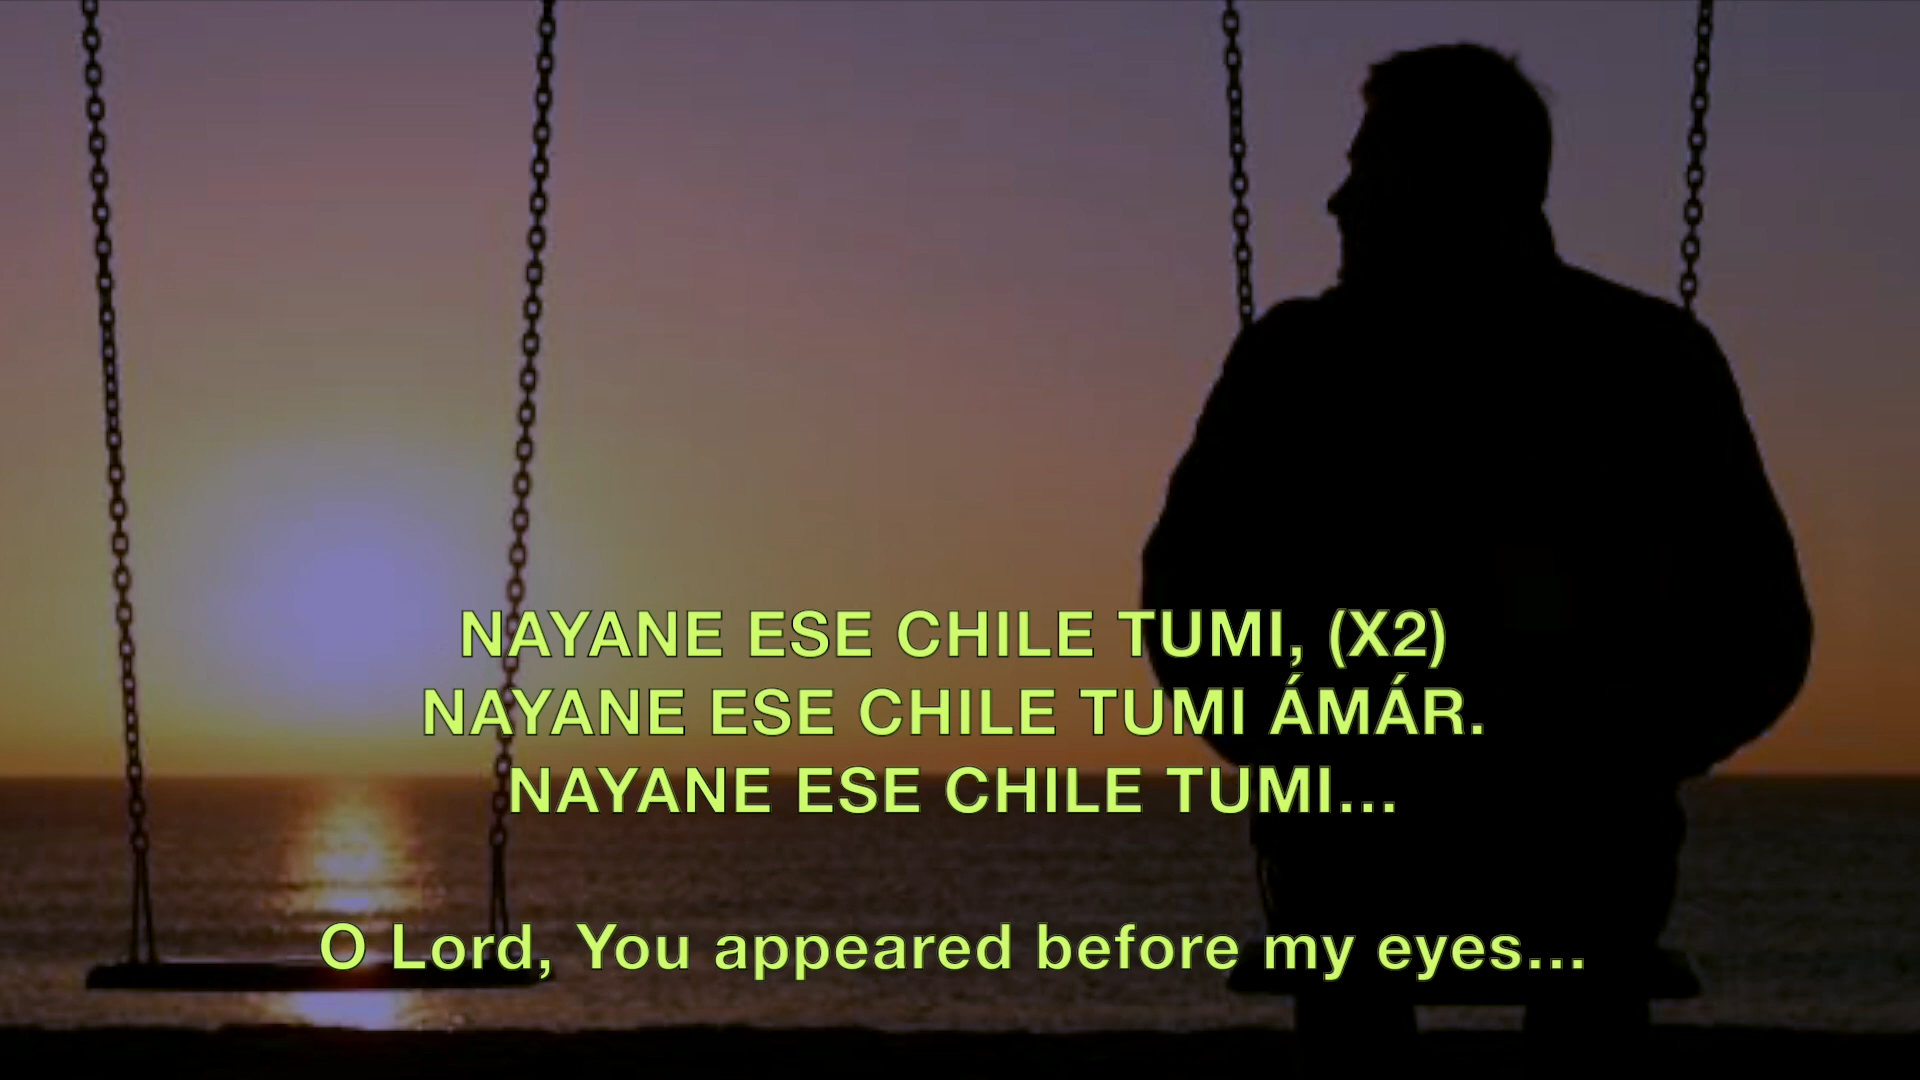 NAYANE ESE CHILE TUMI, (X2)
NAYANE ESE CHILE TUMI ÁMÁR.
NAYANE ESE CHILE TUMI...
O Lord, You appeared before my eyes...